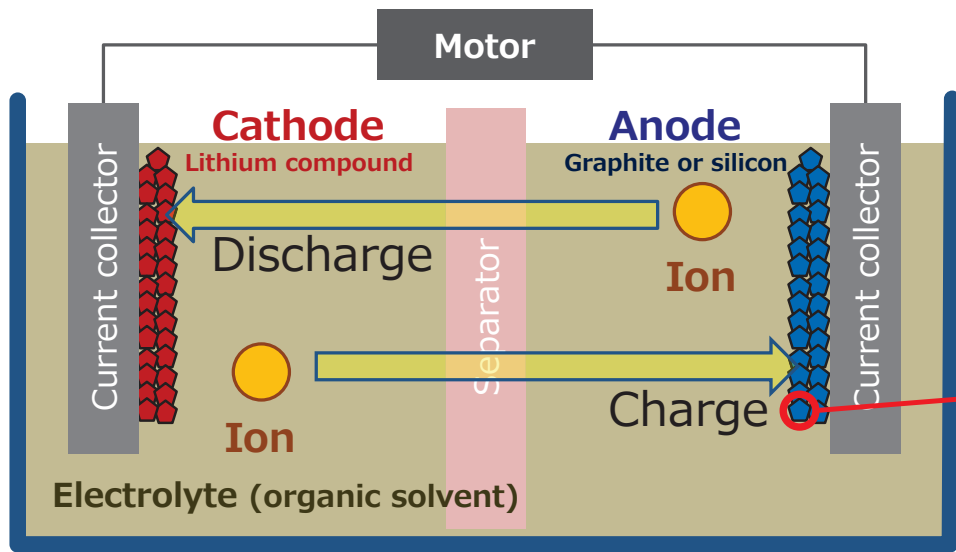 Motor
Cathode
Lithium compound
Anode
Graphite or silicon
Current collector
Discharge
Ion
Separator
Current collector
Ion
Charge
Electrolyte (organic solvent)